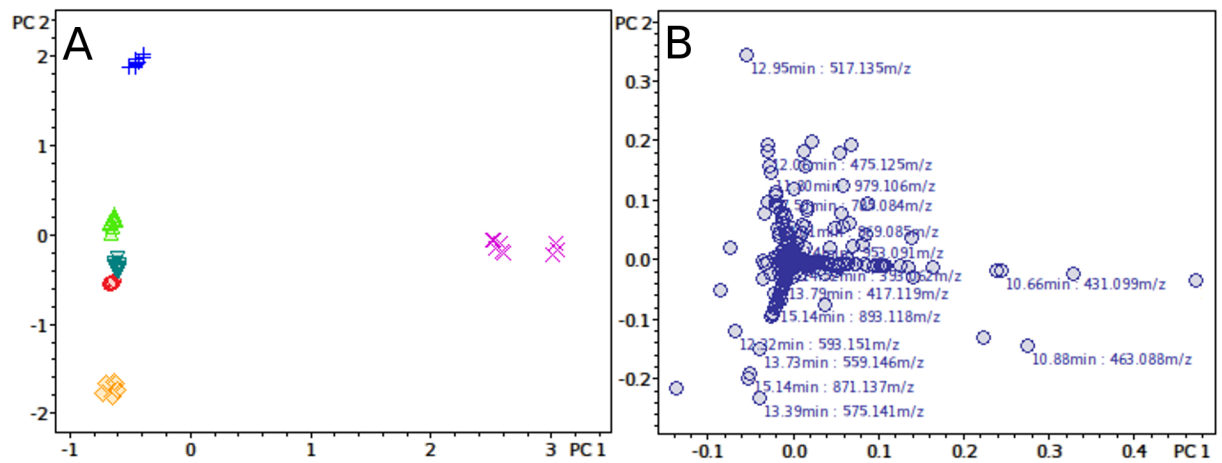 PC 2
A
2
1
0
-1
-2
-1
0
1
2
3
PC 1
PC 2
B
0.3
0.2
0.1
0.0
-0.1
-0.2
-0.1
0.0
0.1
0.2
0.3
0.4
PC 1
12.95min : 517.135m/z
475.125m/z
979.106m/z
869.085m/z
953.091m/z
10.66min : 431.099m/z
13.79min : 417.119m/z
15.14min : 893.118m/z
593.151m/z
10.88min : 463.088m/z
13.73min : 559.146m/z
15.14min : 871.137m/z
13.39min : 575.141m/z